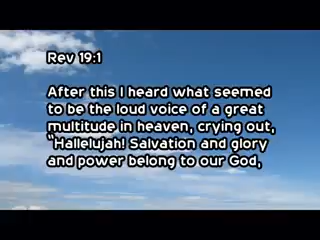 Rev 19:1
After this I heard what seemed
to be the loud voice of a great
multitude in heaven, crying out,
"Hallelujah! Salvation and glory
and power belong to our God,